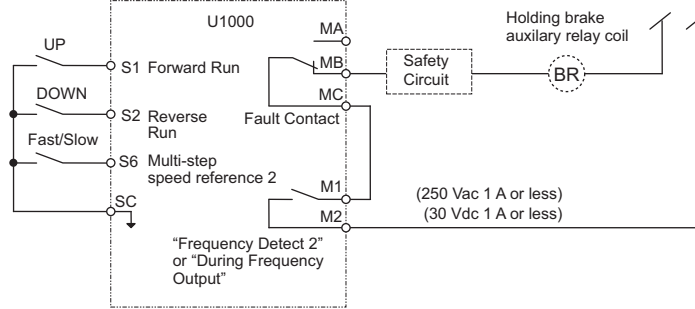 U1000
UP
S1 Forward Run
DOWN
S2 Reverse
Run
Fast/Slow
S6 Multi-step
speed reference 2
SC
MA
MB
MC
Fault Contact
Safety
Circuit
Holding brake
auxilary relay coil
BR
M1
M2
(250 Vac 1 A or less)
(30 Vdc 1 A or less)
“Frequency Detect 2”
or “During Frequency
Output”